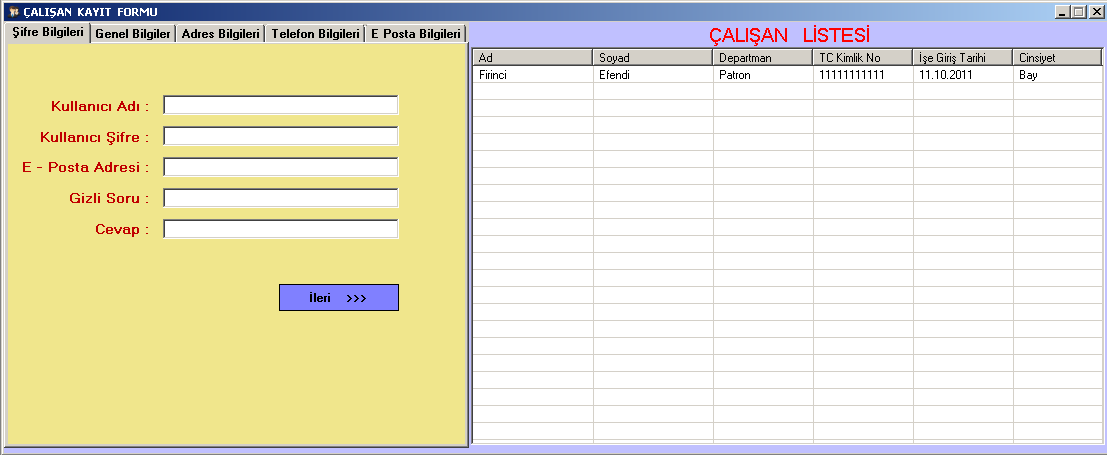 ÇALIŞAN KAYIT FORMU
Şifre Bilgileri Genel Bilgiler Adres Bilgileri Telefon Bilgileri E Posta Bilgileri
Kullanıcı Adı :
Kullanıcı Şifre :
E - Posta Adresi :
Gizli Soru :
Cevap :
İleri >>>
ÇALIŞAN LİSTESİ
Ad Soyad Departman TC Kimlik No İşe Giriş Tarihi Cinsiyet
Firinci Efendi Patron 11111111111 11.10.2011 Bay